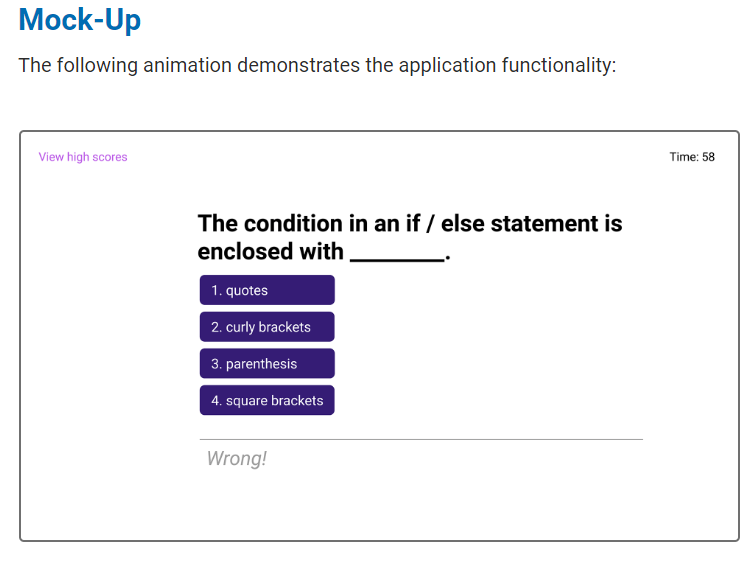 Mock-Up
The following animation demonstrates the application functionality:
View high scores
Time: 58
The condition in an if / else statement is
enclosed with ________.
1. quotes
2. curly brackets
3. parenthesis
4. square brackets
Wrong!